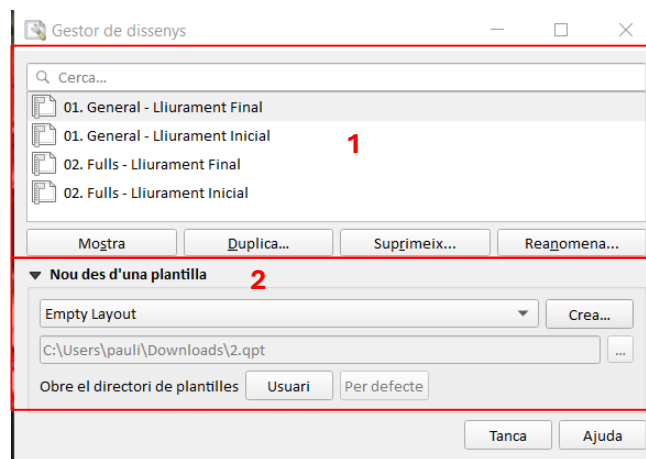 Gestor de dissenys
Cerca...
01. General - Lliurament Final
01. General - Lliurament Inicial
1
02. Fulls - Lliurament Final
02. Fulls - Lliurament Inicial
Mostra Duplica... Suprimeix... Reanomena...
Nou des d'una plantilla
2
Empty Layout Crea...
C:\Users\pauli\Downloads\2.qpt ...
Obre el directori de plantilles Usuari Per defecte
Tanca Ajuda